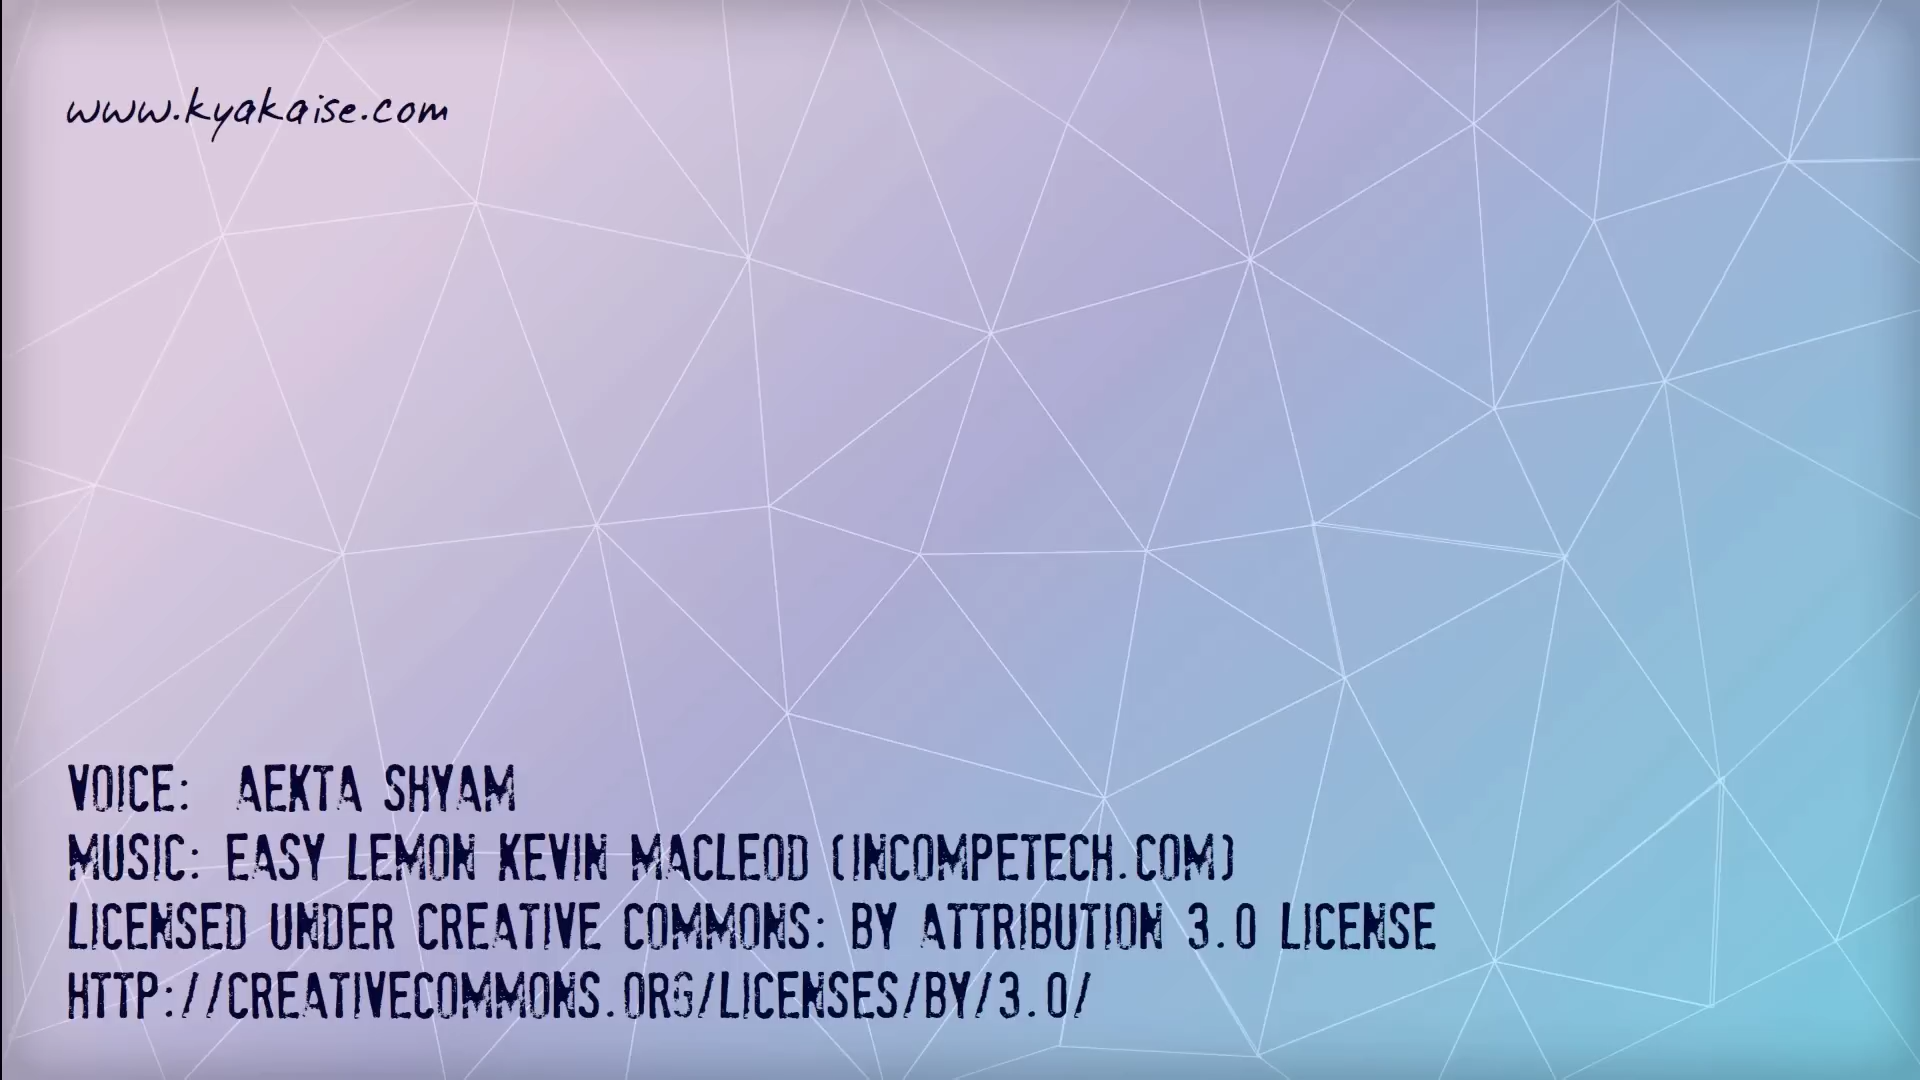 www.kyakaise.com
VOICE: AEKTA SHYAM
MUSIC: EASY LEMON KEVIN MACLEOD (INCOMPETECH.COM)
LICENSED UNDER CREATIVE COMMONS: BY ATTRIBUTION 3.0 LICENSE
HTTP://CREATIVECOMMONS.ORG/LICENSES/BY/3.0/